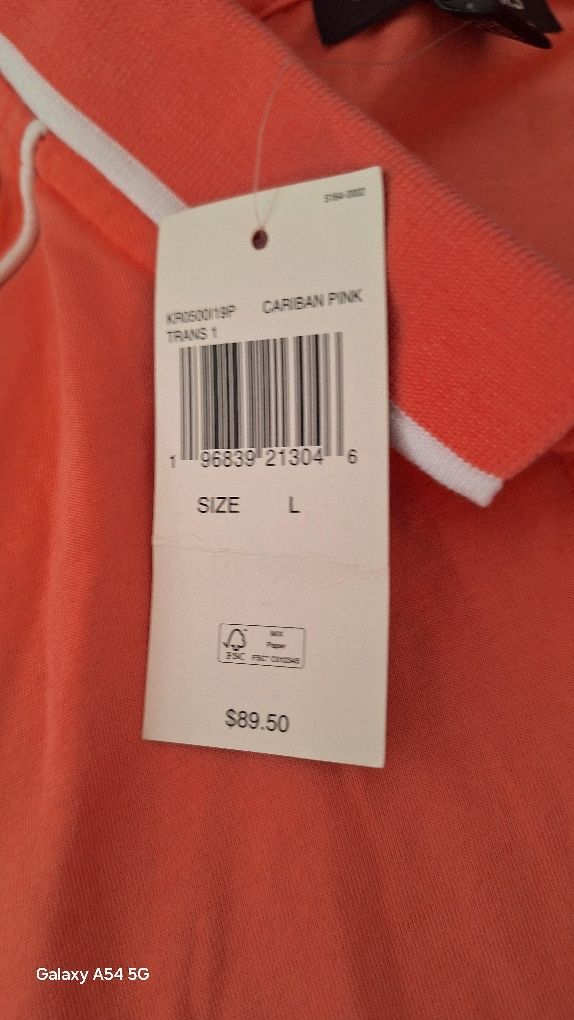 KR0500I19P CARIBAN PINK
TRANS 1
1 96839 21304 6
SIZE L
FSC
MIX
Paper
$89.50
Galaxy A54 5G